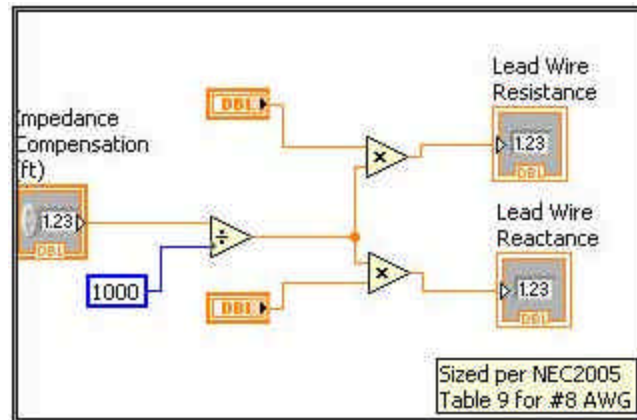 Lead Wire
Resistance
DBL
Impedance
Compensation
(ft)
1.23
DBL
1.23
DBL
×
÷
Lead Wire
Reactance
1000
×
1.23
DBL
DBL
Sized per NEC2005
Table 9 for #8 AWG